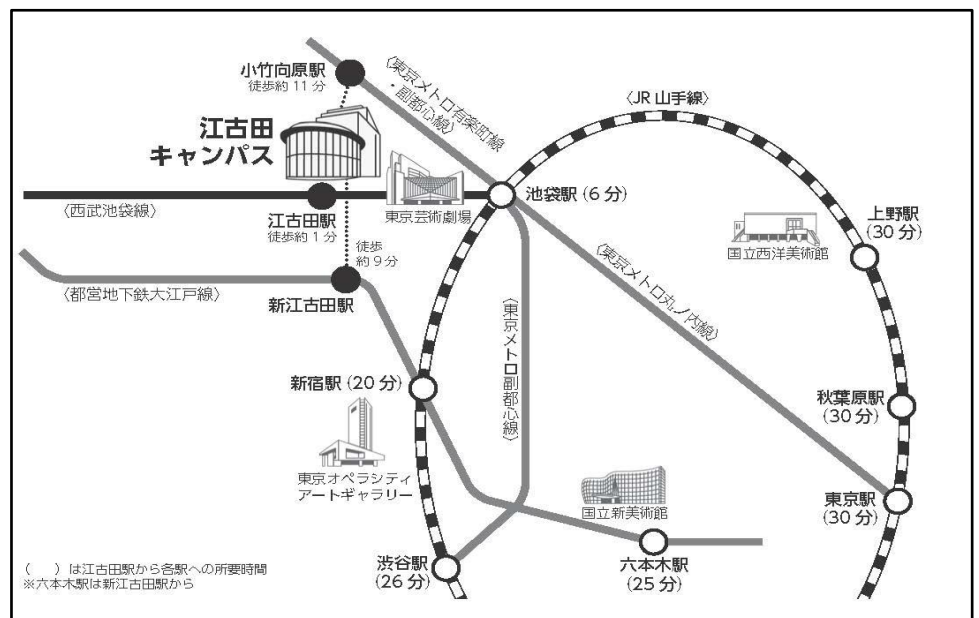 小竹向原駅
徒歩約11分
〈東京メトロ有楽町線
・副都心線〉
〈JR 山手線〉
江古田
キャンパス
東京芸術劇場
池袋駅 (6 分)
上野駅
(30 分)
国立西洋美術館
〈西武池袋線〉
江古田駅
徒歩約 1 分
徒歩
約 9 分
〈都営地下鉄大江戸線〉
新江古田駅
〈東京メトロ丸ノ内線〉
〈東京メトロ副都心線〉
新宿駅 (20 分)
秋葉原駅
(30 分)
東京オペラシティ
アートギャラリー
国立新美術館
東京駅
(30 分)
渋谷駅
(26 分)
六本木駅
(25 分)
(　) は江古田駅から各駅への所要時間
※六本木駅は新江古田駅から